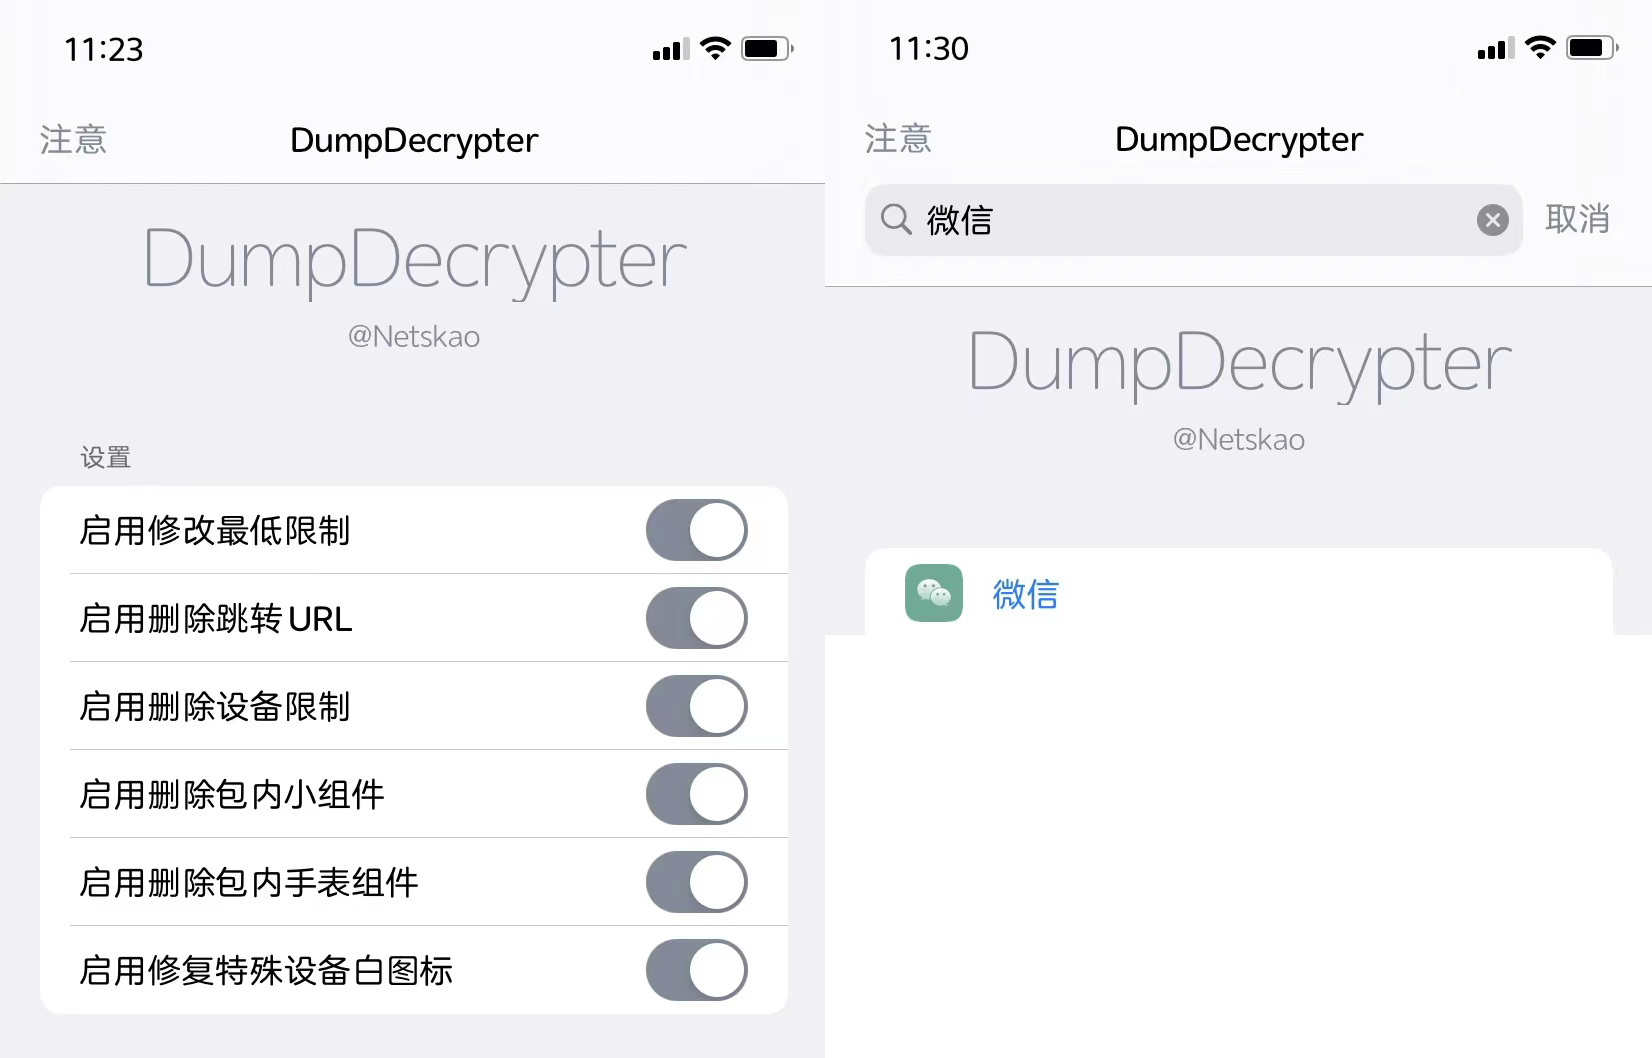 11:23
注意
DumpDecrypter
DumpDecrypter
@Netskao
设置
启用修改最低限制
启用删除跳转URL
启用删除设备限制
启用删除包内小组件
启用删除包内手表组件
启用修复特殊设备白图标
11:30
注意
DumpDecrypter
微信
取消
DumpDecrypter
@Netskao
微信